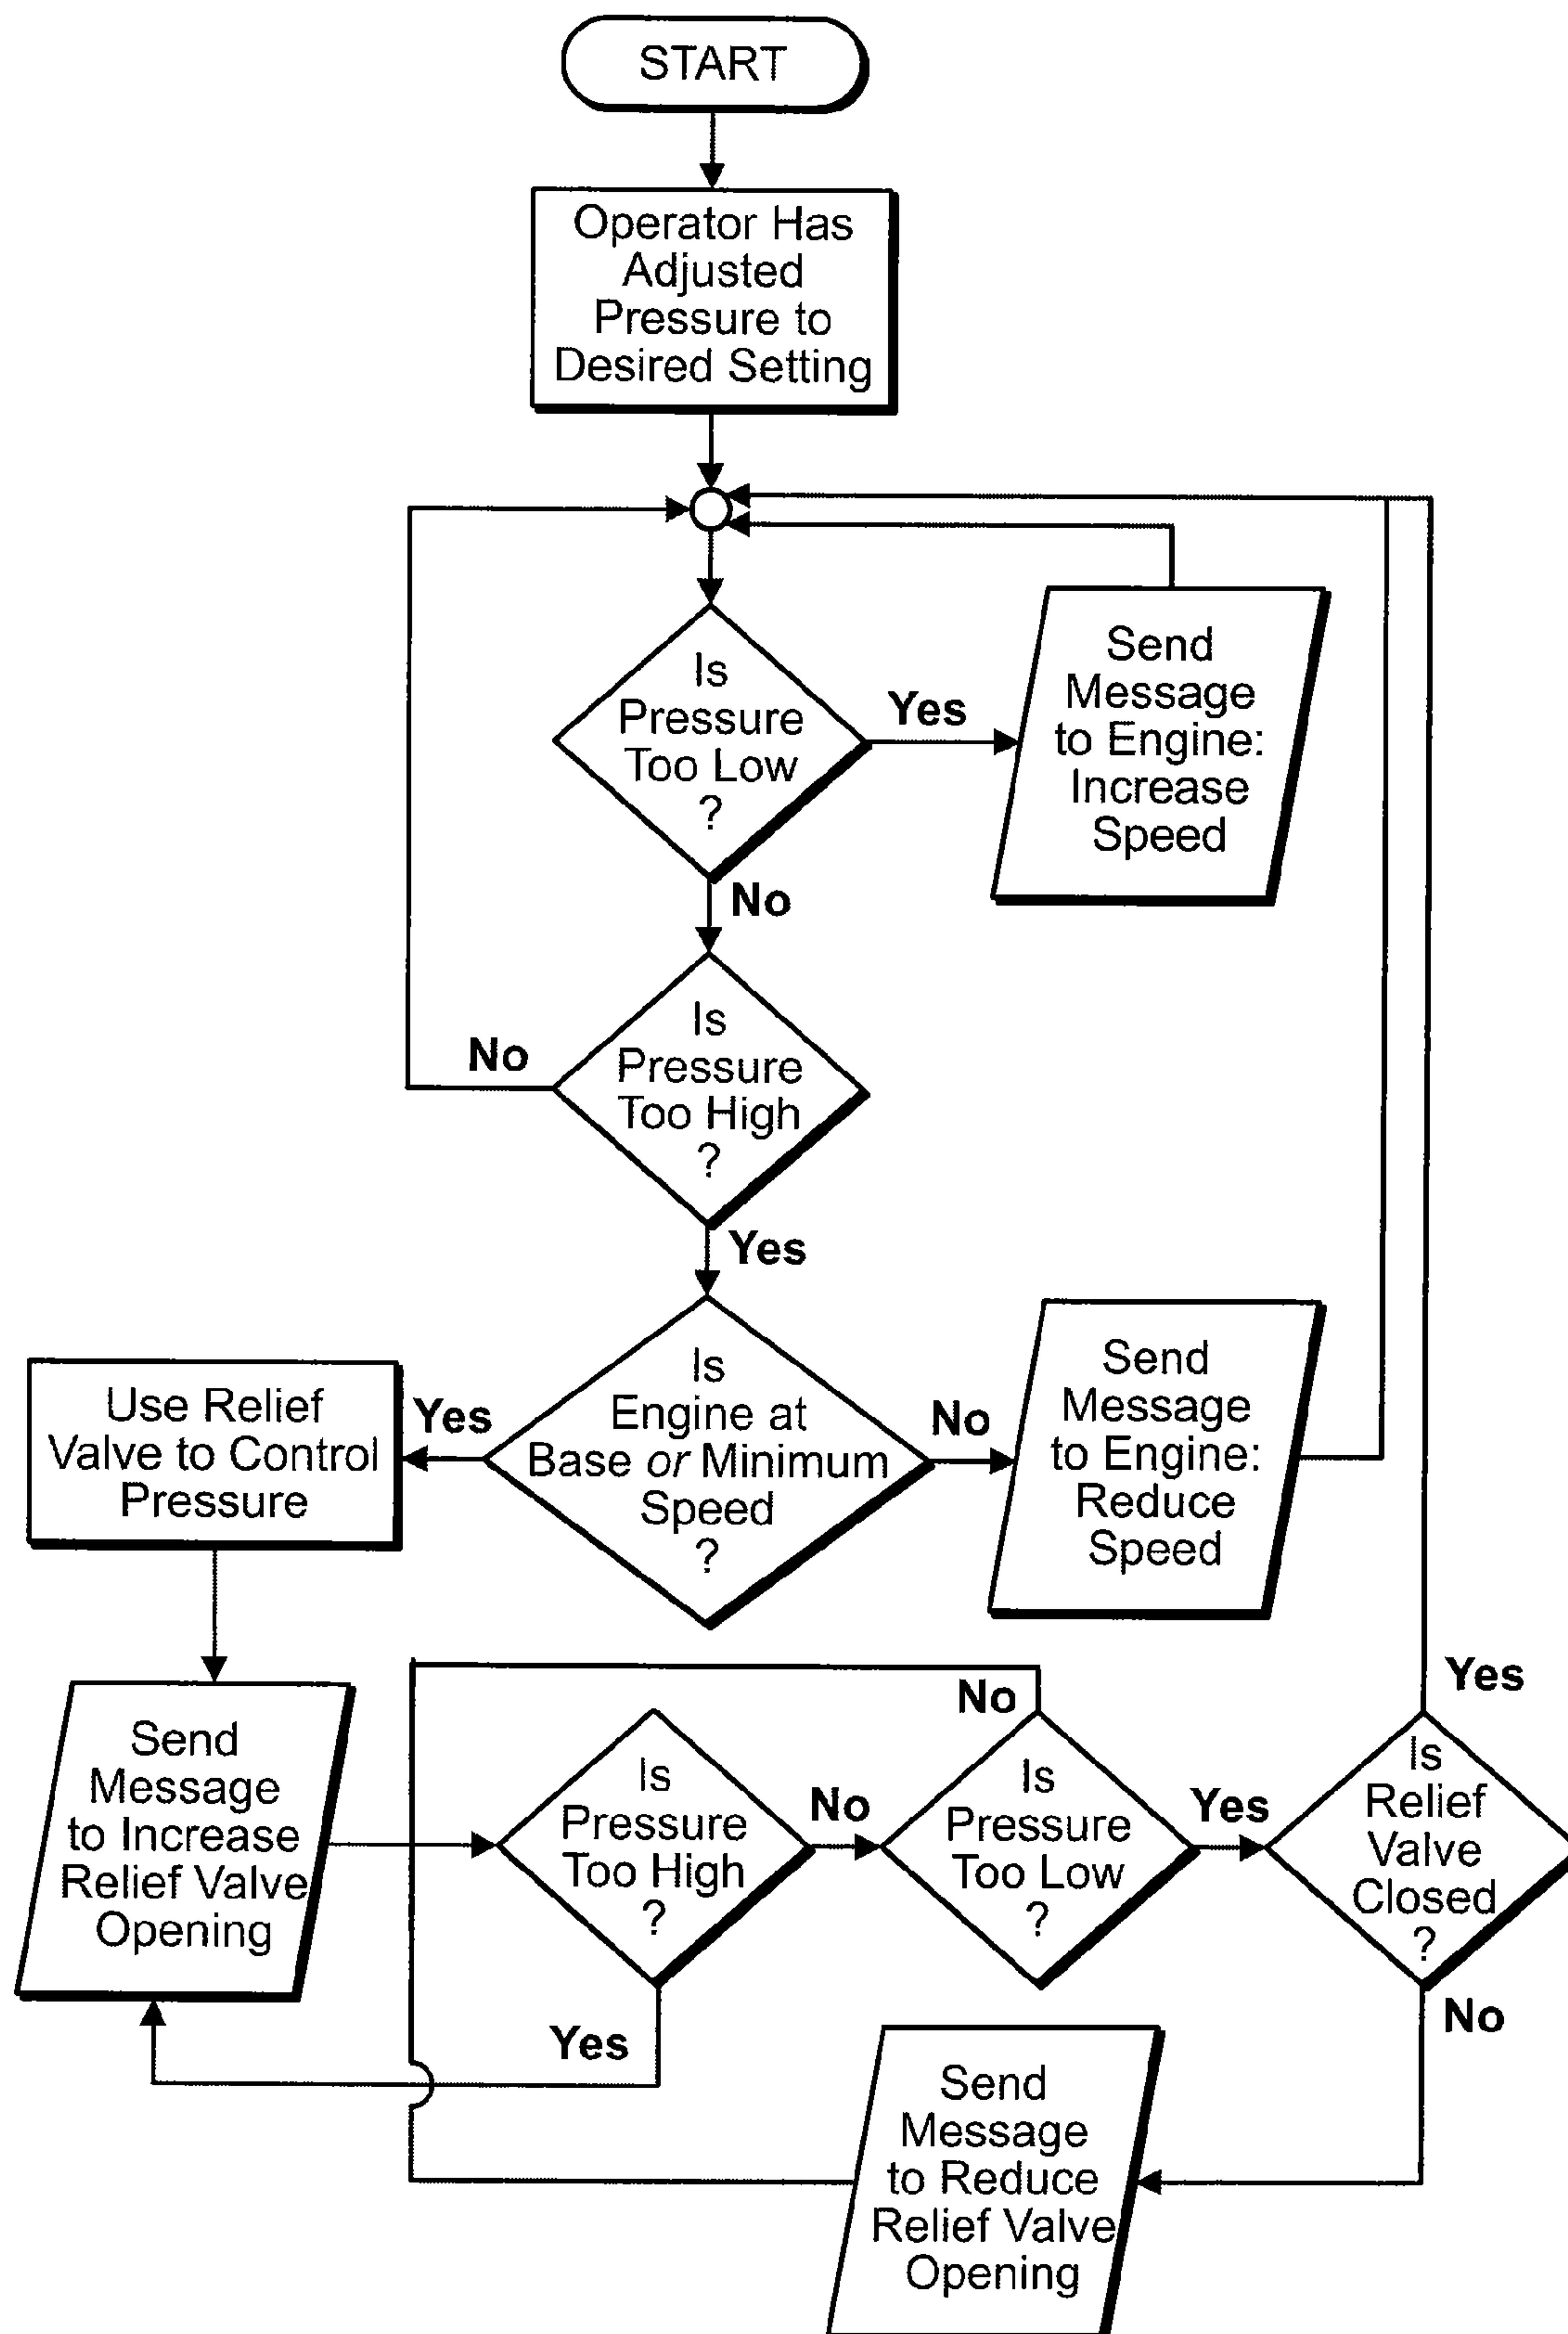 START
Operator Has
Adjusted
Pressure to
Desired Setting
Is
Pressure
Too Low
?
Yes
Send
Message
to Engine:
Increase
Speed
No
Is
Pressure
Too High
?
No
Yes
Is
Engine at
Base or Minimum
Speed
?
Yes
Use Relief
Valve to Control
Pressure
No
Send
Message
to Engine:
Reduce
Speed
Send
Message
to Increase
Relief Valve
Opening
Is
Pressure
Too High
?
Yes
No
Is
Pressure
Too Low
?
No
Yes
Is
Relief
Valve
Closed
?
Yes
No
Send
Message
to Reduce
Relief Valve
Opening